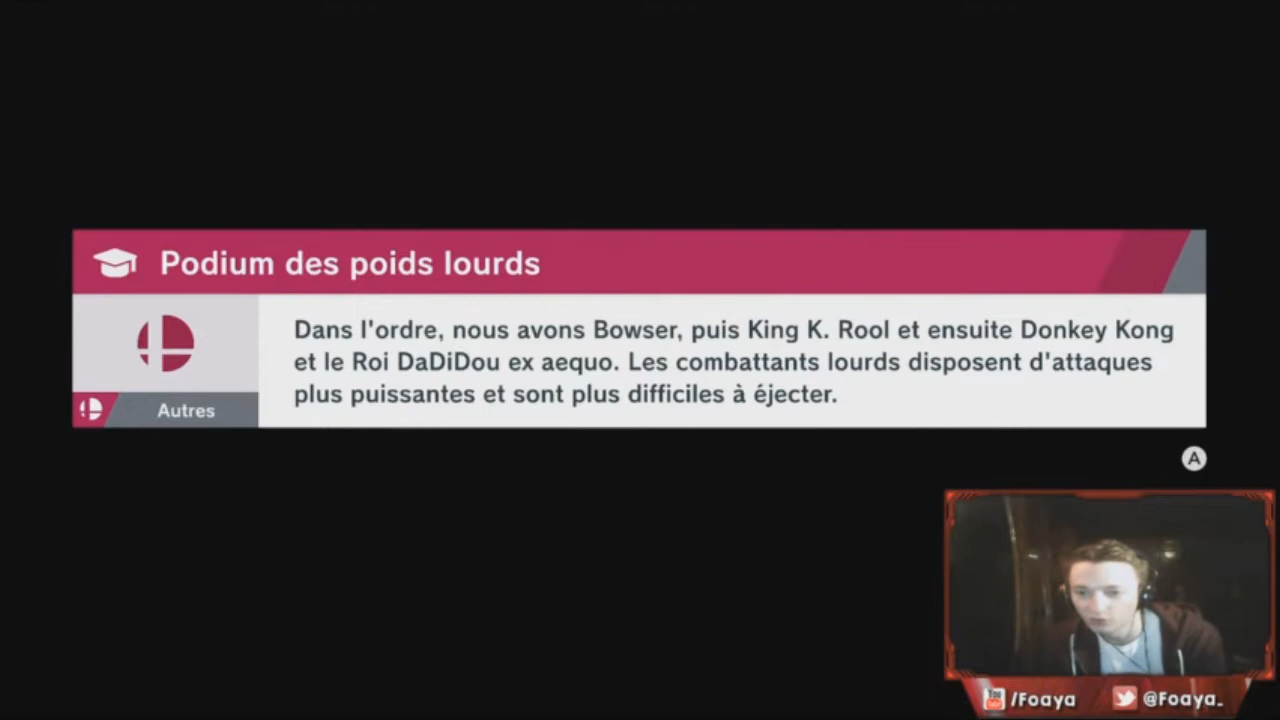 Podium des poids lourds
Dans l'ordre, nous avons Bowser, puis King K. Rool et ensuite Donkey Kong
et le Roi DaDiDou ex aequo. Les combattants lourds disposent d'attaques
plus puissantes et sont plus difficiles à éjecter.
Autres
A
You
/Foaya
@Foaya_